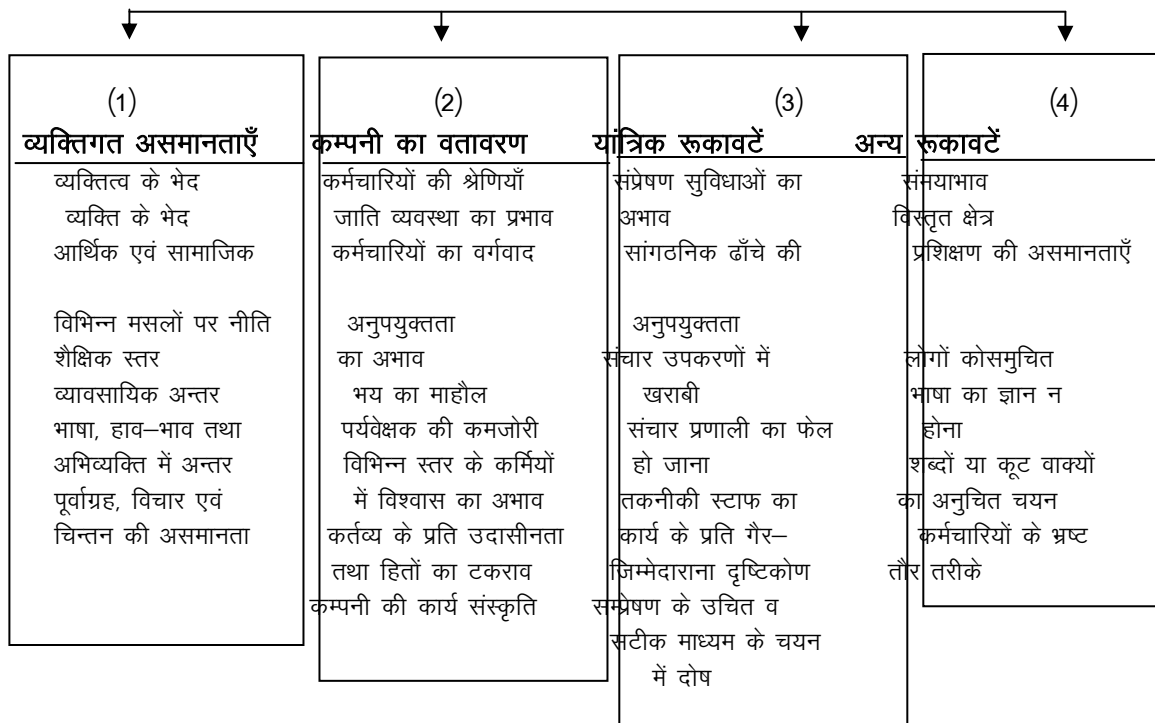 (1)
व्यक्तिगत असमानताएँ
व्यक्तित्व के भेद
व्यक्ति के भेद
आर्थिक एवं सामाजिक
विभिन्न मसलों पर नीति
शैक्षिक स्तर
व्यावसायिक अन्तर
भाषा, हाव–भाव तथा
अभिव्यक्ति में अन्तर
पूर्वाग्रह, विचार एवं
चिन्तन की असमानता
(2)
कम्पनी का वतावरण
कर्मचारियों की श्रेणियाँ
जाति व्यवस्था का प्रभाव
कर्मचारियों का वर्गवाद
अनुपयुक्तता
का अभाव
भय का माहौल
पर्यवेक्षक की कमजोरी
विभिन्न स्तर के कर्मियों
में विश्वास का अभाव
कर्तव्य के प्रति उदासीनता
तथा हितों का टकराव
कम्पनी की कार्य संस्कृति
(3)
यांत्रिक रूकावटें
संप्रेषण सुविधाओं का
अभाव
सांगठनिक ढाँचे की
अनुपयुक्तता
संचार उपकरणों में
खराबी
संचार प्रणाली का फेल
हो जाना
तकनीकी स्टाफ का
कार्य के प्रति गैर–
जिम्मेदाराना दृष्टिकोण
सम्प्रेषण के उचित व
सटीक माध्यम के चयन
में दोष
(4)
अन्य रूकावटें
संमयाभाव
विस्तृत क्षेत्र
प्रशिक्षण की असमानताएँ
लोगों कोसमुचित
भाषा का ज्ञान न
होना
शब्दों या कूट वाक्यों
का अनुचित चयन
कर्मचारियों के भ्रष्ट
तौर तरीके